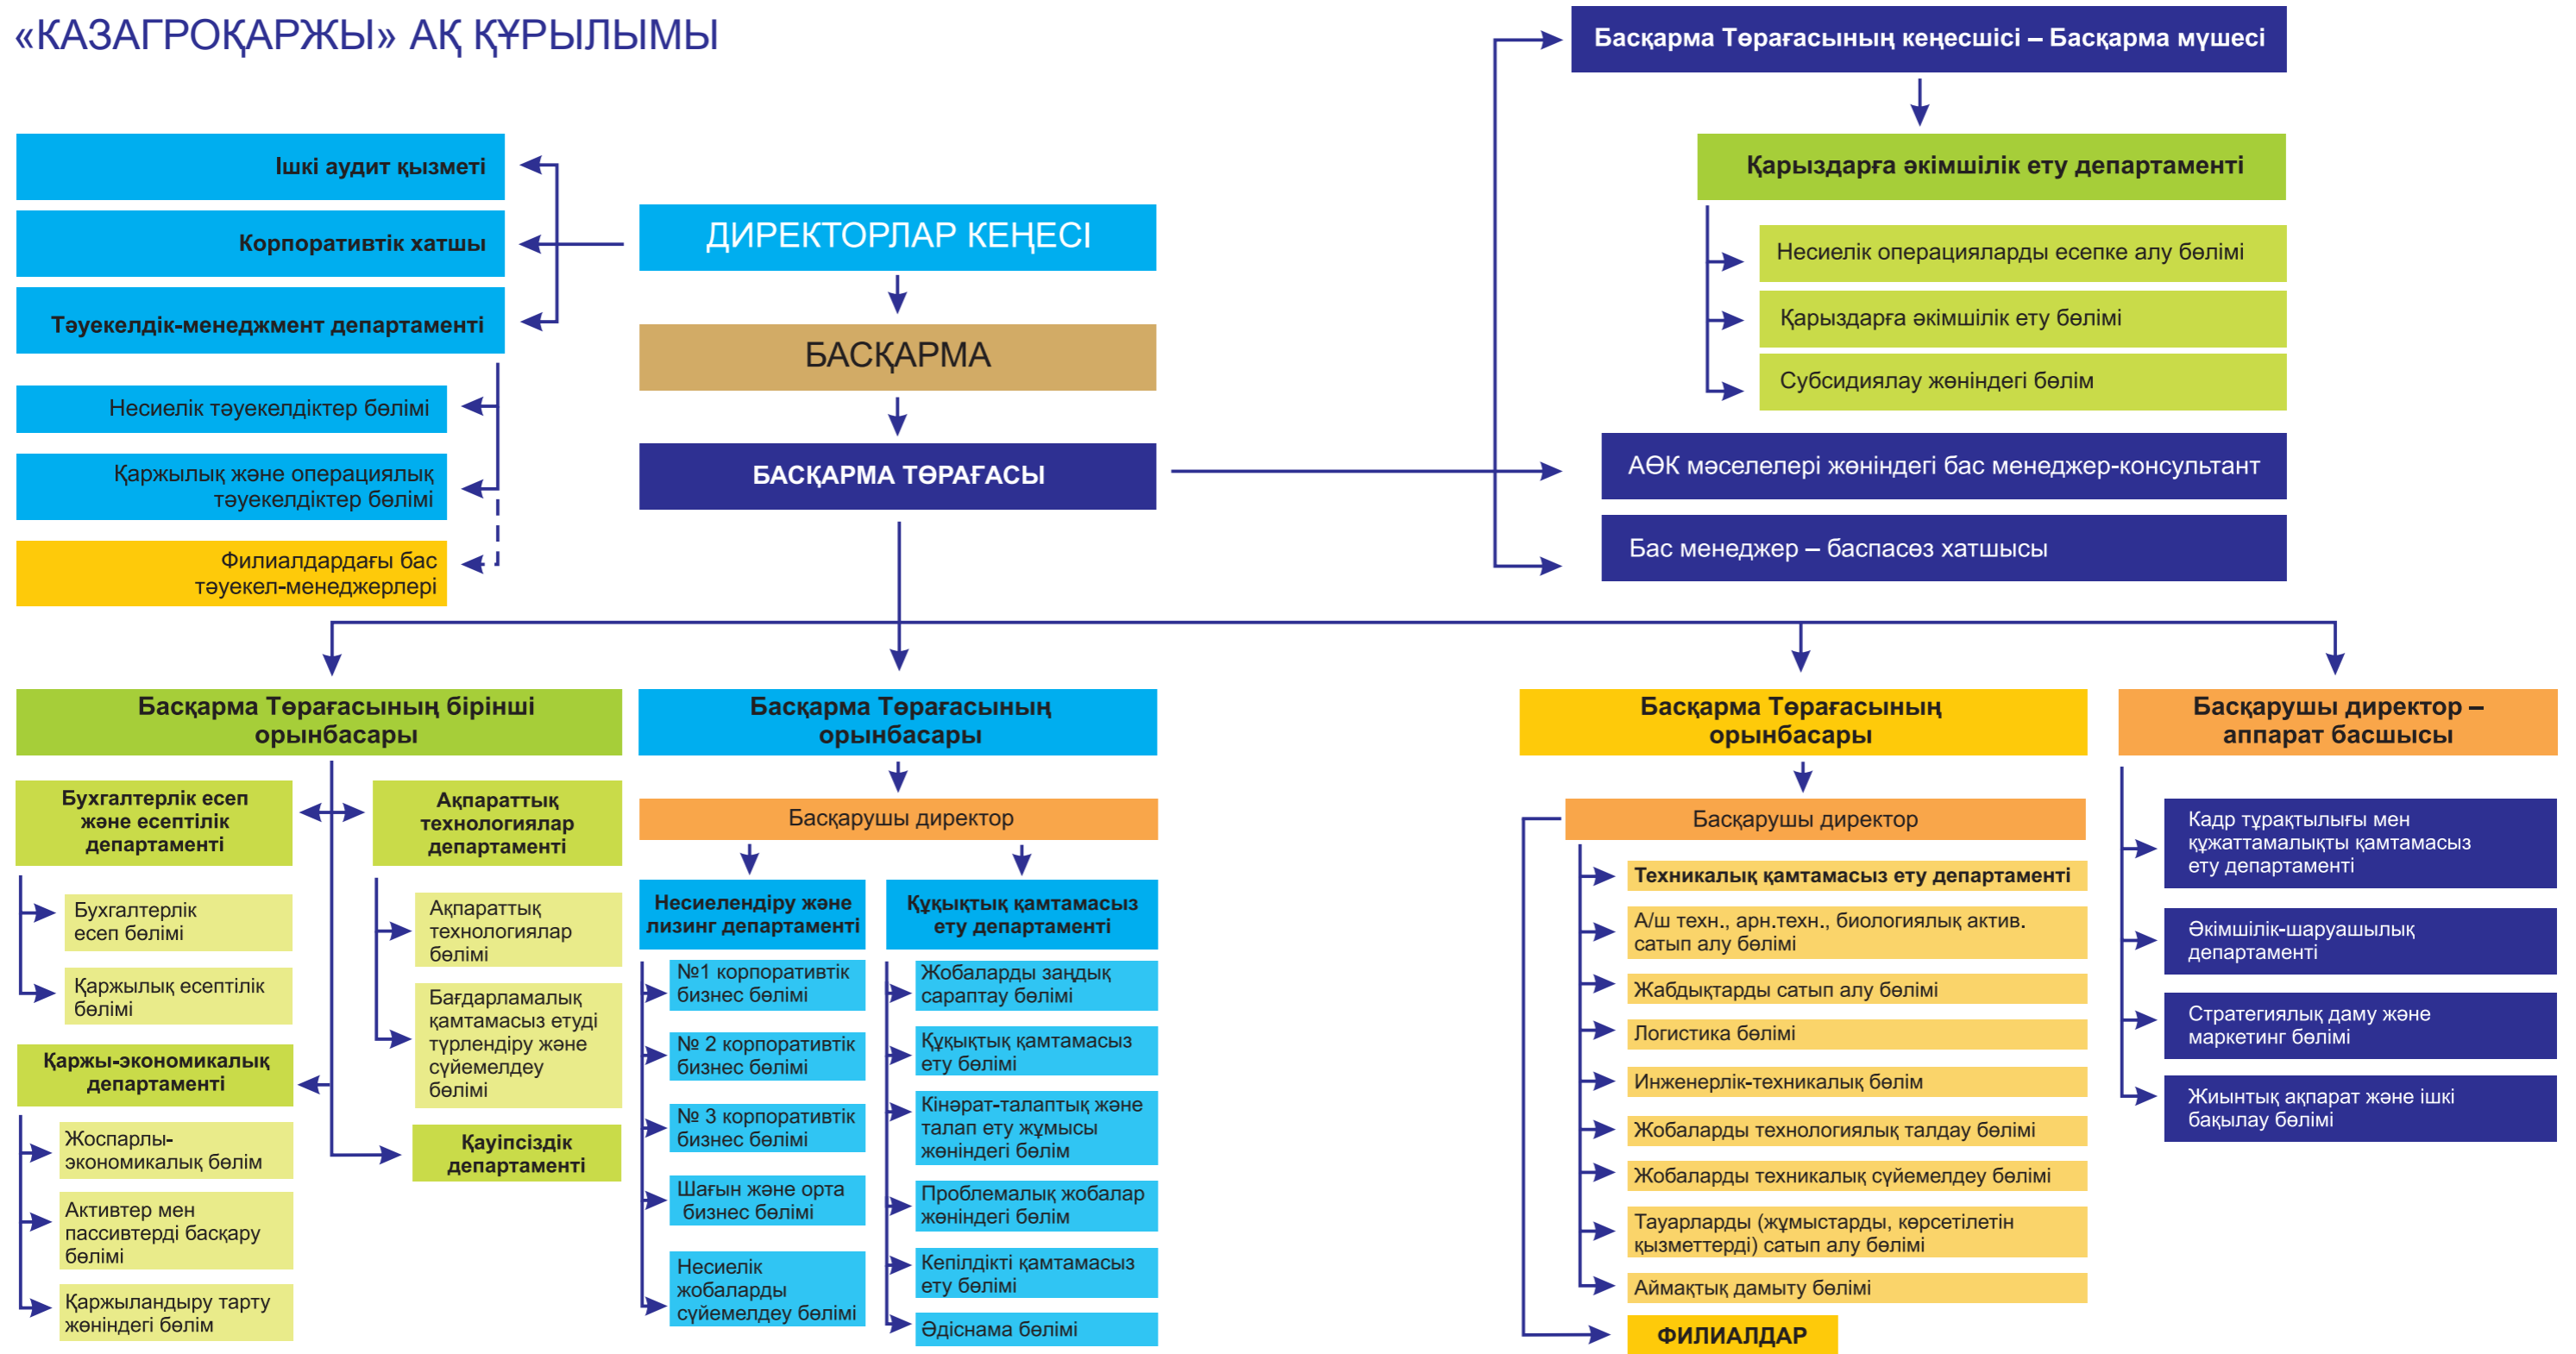 «КАЗАГРОҚАРЖЫ» АҚ ҚҰРЫЛЫМЫ
Басқарма Төрағасының кеңесшісі – Басқарма мүшесі
Қарыздарға әкімшілік ету департаменті
Несиелік операцияларды есепке алу бөлімі
Қарыздарға әкімшілік ету бөлімі
Субсидиялау жөніндегі бөлім
АӨК мәселелері жөніндегі бас менеджер-консультант
Бас менеджер – баспасөз хатшысы
Ішкі аудит қызметі
Корпоративтік хатшы
Тәуекелдік-менеджмент департаменті
Несиелік тәуекелдіктер бөлімі
Қаржылық және операциялық
тәуекелдіктер бөлімі
Филиалдардағы бас
тәуекел-менеджерлері
ДИРЕКТОРЛАР КЕҢЕСІ
БАСҚАРМА
БАСҚАРМА ТӨРАҒАСЫ
Басқарма Төрағасының бірінші
орынбасары
Бухгалтерлік есеп
және есептілік
департаменті
Бухгалтерлік
есеп бөлімі
Қаржылық есептілік
бөлімі
Қаржы-экономикалық
департаменті
Жоспарлы-
экономикалық бөлім
Активтер мен
пассивтерді басқару
бөлімі
Қаржыландыру тарту
жөніндегі бөлім
Ақпараттық
технологиялар
департаменті
Ақпараттық
технологиялар
бөлімі
Бағдарламалық
қамтамасыз етуді
түрлендіру және
сүйемелдеу
бөлімі
Қауіпсіздік
департаменті
Басқарма Төрағасының
орынбасары
Басқарушы директор
Несиелендіру және
лизинг департаменті
№1 корпоративтік
бизнес бөлімі
№ 2 корпоративтік
бизнес бөлімі
№ 3 корпоративтік
бизнес бөлімі
Шағын және орта
бизнес бөлімі
Несиелік
жобаларды
сүйемелдеу бөлімі
Құқықтық қамтамасыз
ету департаменті
Жобаларды заңдық
сараптау бөлімі
Құқықтық қамтамасыз
ету бөлімі
Кінәрат-талаптық және
талап ету жұмысы
жөніндегі бөлім
Проблемалық жобалар
жөніндегі бөлім
Кепілдікті қамтамасыз
ету бөлімі
Әдіснама бөлімі
Басқарма Төрағасының
орынбасары
Басқарушы директор
Техникалық қамтамасыз ету департаменті
А/ш техн., арн.техн., биологиялық актив.
сатып алу бөлімі
Жабдықтарды сатып алу бөлімі
Логистика бөлімі
Инженерлік-техникалық бөлім
Жобаларды технологиялық талдау бөлімі
Жобаларды техникалық сүйемелдеу бөлімі
Тауарларды (жұмыстарды, көрсетілетін
қызметтерді) сатып алу бөлімі
Аймақтық дамыту бөлімі
ФИЛИАЛДАР
Басқарушы директор –
аппарат басшысы
Кадр тұрақтылығы мен
құжаттамалықты қамтамасыз
ету департаменті
Әкімшілік-шаруашылық
департаменті
Стратегиялық даму және
маркетинг бөлімі
Жиынтық ақпарат және ішкі
бақылау бөлімі